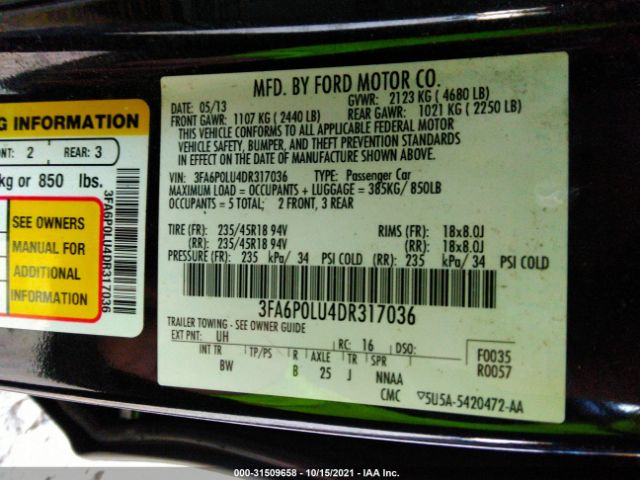 MFD. BY FORD MOTOR CO.
DATE: 05/13 GVWR: 2123 KG ( 4680 LB)
FRONT GAWR: 1107 KG ( 2440 LB) REAR GAWR: 1021 KG ( 2250 LB)
THIS VEHICLE CONFORMS TO ALL APPLICABLE FEDERAL MOTOR
VEHICLE SAFETY, BUMPER, AND THEFT PREVENTION STANDARDS
IN EFFECT ON THE DATE OF MANUFACTURE SHOWN ABOVE.
VIN: 3FA6P0LU4DR317036 TYPE: Passenger Car
MAXIMUM LOAD = OCCUPANTS + LUGGAGE = 385KG/ 850LB
OCCUPANTS = 5 TOTAL; 2 FRONT, 3 REAR
TIRE (FR): 235/45R18 94V RIMS (FR): 18x8.0J
(RR): 235/45R18 94V (RR): 18x8.0J
PRESSURE (FR): 235 kPa/ 34 PSI COLD (RR): 235 kPa/ 34 PSI COLD
3FA6P0LU4DR317036
TRAILER TOWING - SEE OWNER GUIDE
EXT PNT: UH RC: 16 DSO: F0035
INT TR TP/PS R AXLE TR SPR R0057
BW B 25 J NNAA
CMC 5U5A-5420472-AA
G INFORMATION
NT: 2 REAR: 3
kg or 850 lbs.
SEE OWNERS
MANUAL FOR
ADDITIONAL
INFORMATION
3FA6P0LU4DR317036
000-31509658 - 10/15/2021 - IAA Inc.